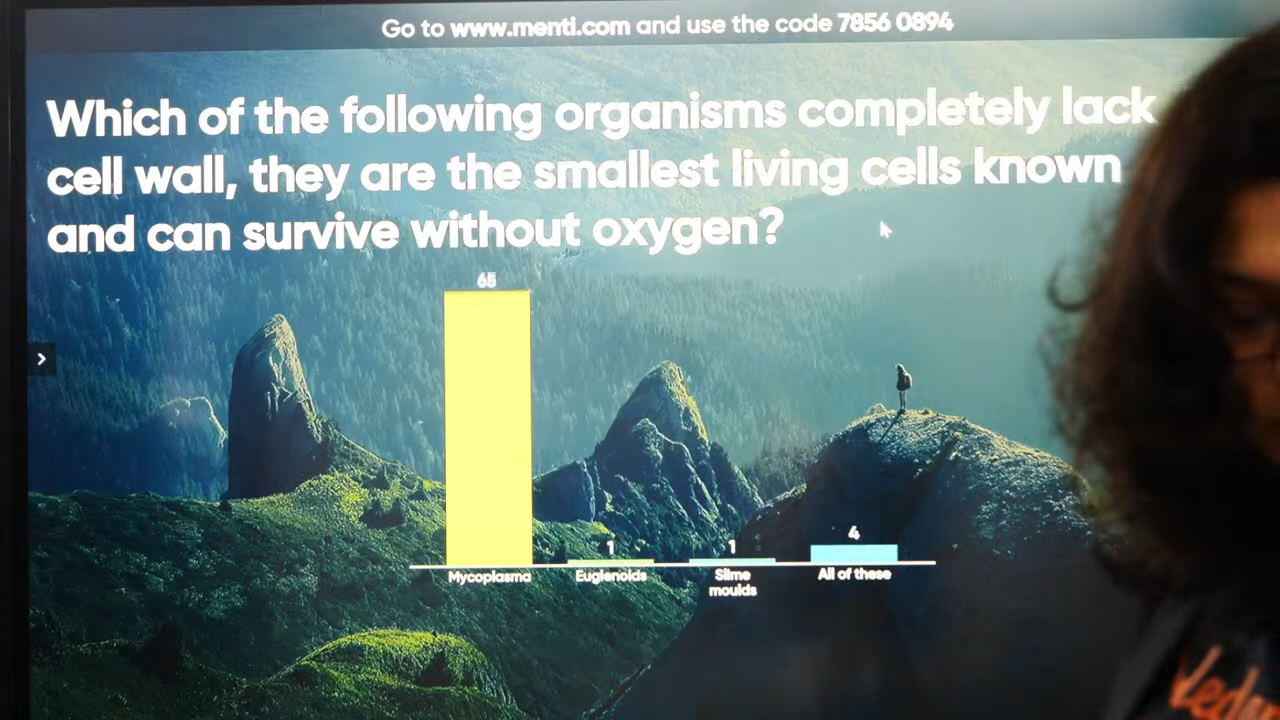 Go to www.menti.com and use the code 7856 0894
Which of the following organisms completely lack
cell wall, they are the smallest living cells known
and can survive without oxygen?
65
1
1
4
Mycoplasma
Euglenoids
Slime
moulds
All of these